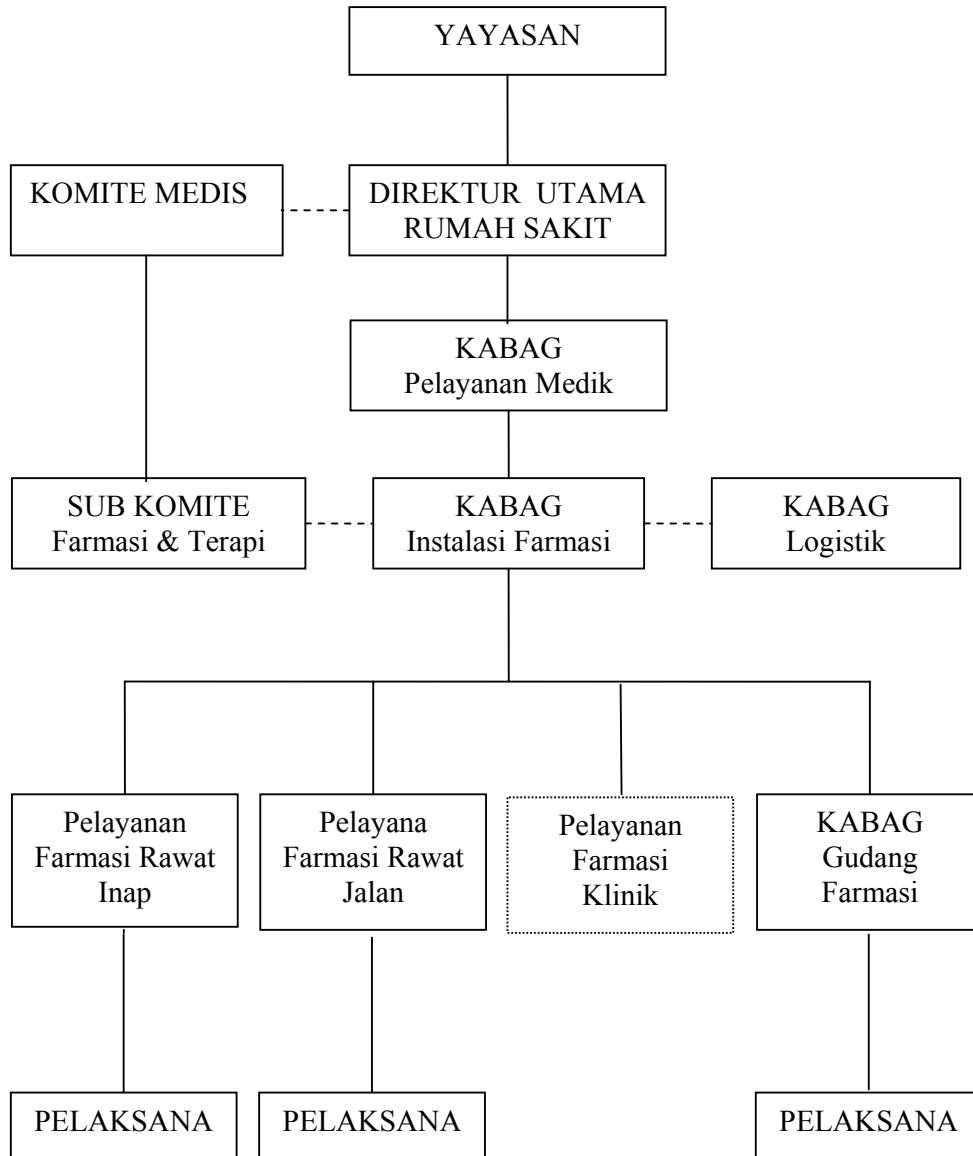 YAYASAN
KOMITE MEDIS
DIREKTUR UTAMA
RUMAH SAKIT
KABAG
Pelayanan Medik
SUB KOMITE
Farmasi & Terapi
KABAG
Instalasi Farmasi
KABAG
Logistik
Pelayanan
Farmasi Rawat
Inap
Pelayana
Farmasi Rawat
Jalan
Pelayanan
Farmasi
Klinik
KABAG
Gudang
Farmasi
PELAKSANA
PELAKSANA
PELAKSANA